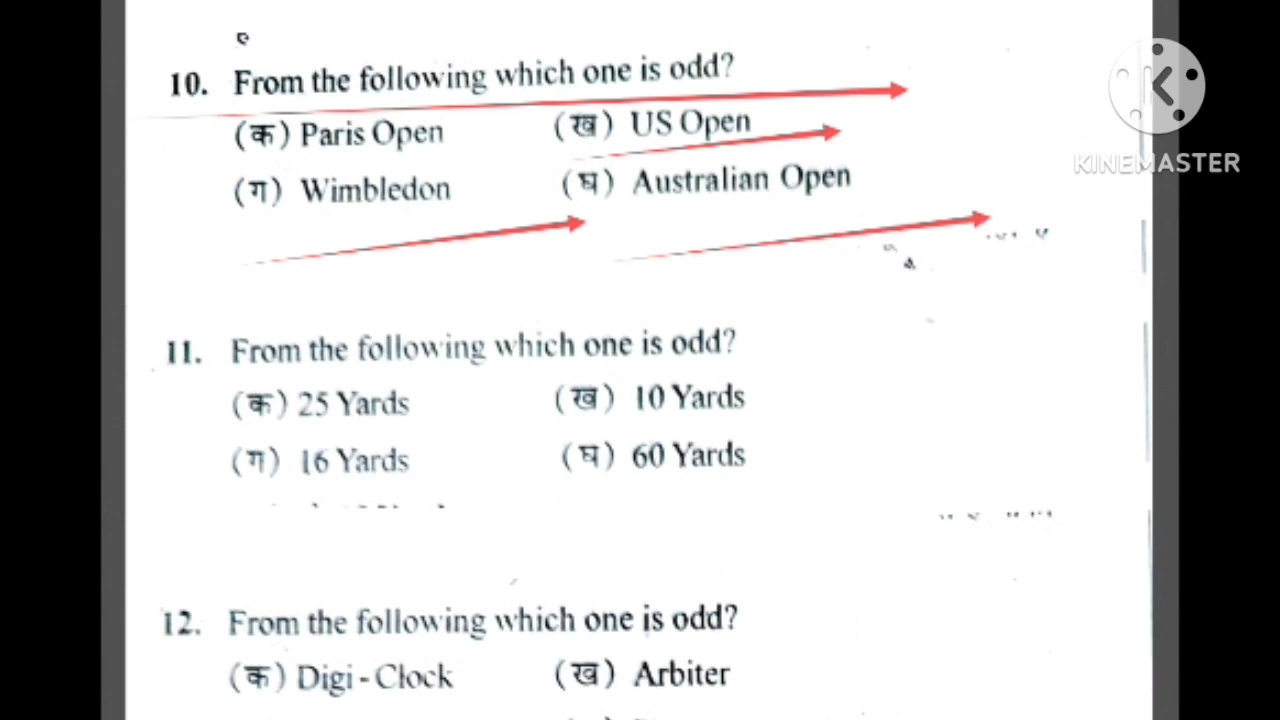 10. From the following which one is odd?
(क) Paris Open (ख) US Open
(ग) Wimbledon (घ) Australian Open
KINEMASTER
11. From the following which one is odd?
(क) 25 Yards (ख) 10 Yards
(ग) 16 Yards (घ) 60 Yards
12. From the following which one is odd?
(क) Digi - Clock (ख) Arbiter